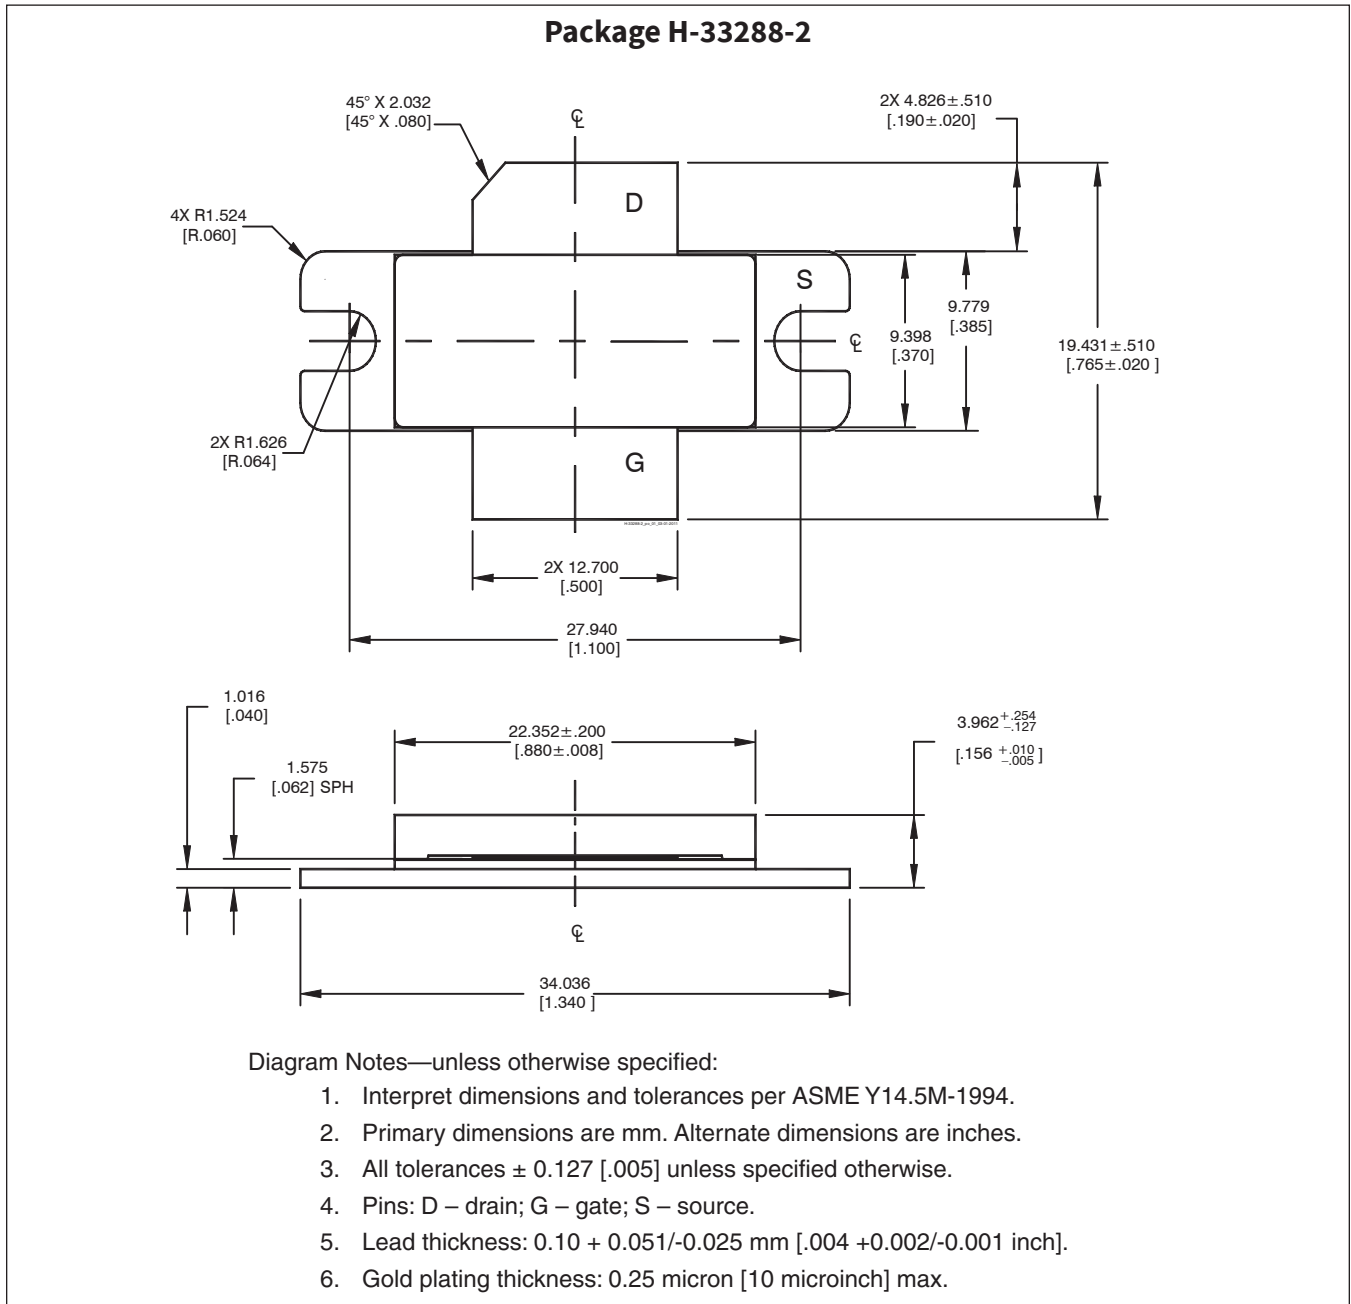 Package H-33288-2
45° X 2.032
[45° X .080]
℄
2X 4.826±.510
[.190±.020]
D
4X R1.524
[R.060]
S
9.779
[.385]
℄
9.398
[.370]
19.431±.510
[.765±.020 ]
2X R1.626
[R.064]
G
2X 12.700
[.500]
27.940
[1.100]
1.016
[.040]
22.352±.200
[.880±.008]
3.962 +.254 –.127
[.156 +.010 –.005 ]
1.575
[.062] SPH
℄
34.036
[1.340 ]
Diagram Notes—unless otherwise specified:
1. Interpret dimensions and tolerances per ASME Y14.5M-1994.
2. Primary dimensions are mm. Alternate dimensions are inches.
3. All tolerances ± 0.127 [.005] unless specified otherwise.
4. Pins: D – drain; G – gate; S – source.
5. Lead thickness: 0.10 + 0.051/-0.025 mm [.004 +0.002/-0.001 inch].
6. Gold plating thickness: 0.25 micron [10 microinch] max.